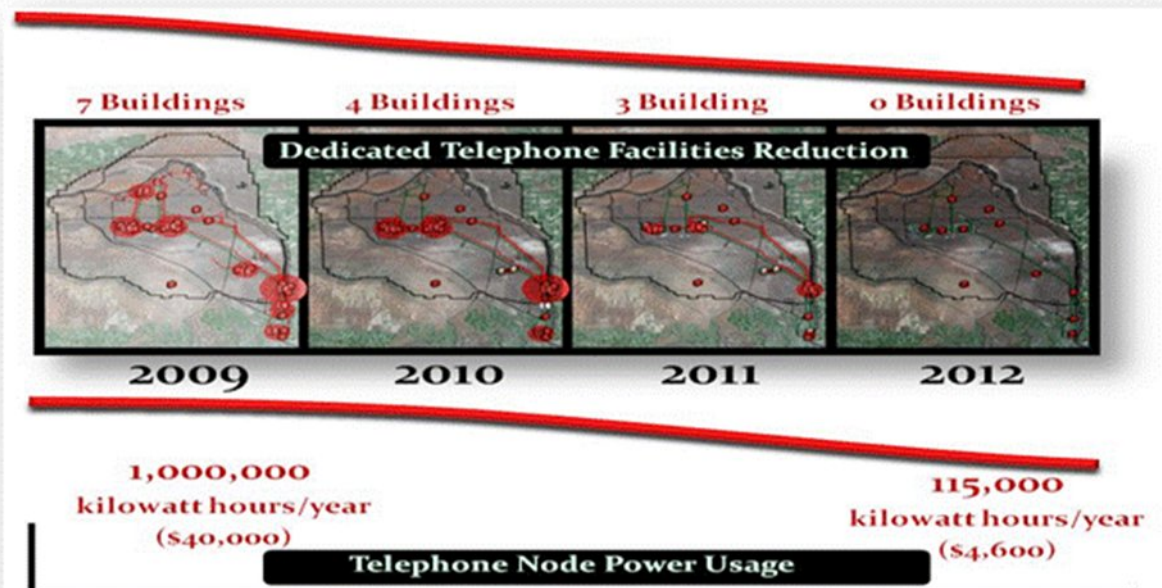 7 Buildings 4 Buildings 3 Building 0 Buildings
Dedicated Telephone Facilities Reduction
2009 2010 2011 2012
1,000,000
kilowatt hours/year
($40,000)
115,000
kilowatt hours/year
($4,600)
Telephone Node Power Usage